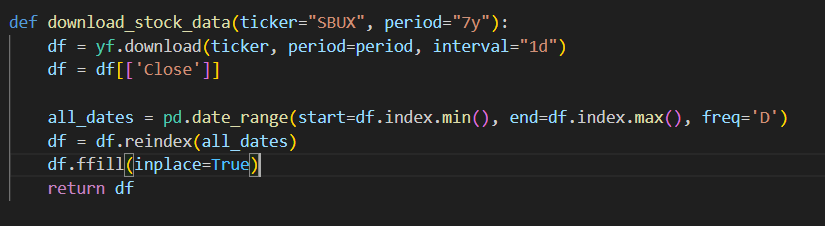 def download_stock_data(ticker="SBUX", period="7y"):
    df = yf.download(ticker, period=period, interval="1d")
    df = df[['Close']]

    all_dates = pd.date_range(start=df.index.min(), end=df.index.max(), freq='D')
    df = df.reindex(all_dates)
    df.ffill(inplace=True)
    return df